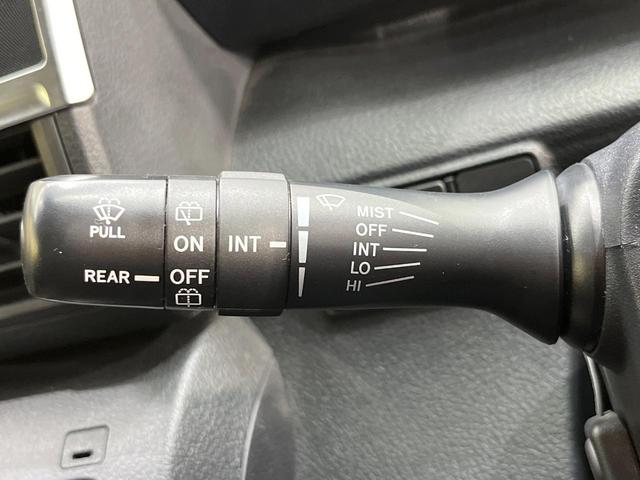 PULL
REAR
ON
OFF
INT
MIST
OFF
INT
LO
HI